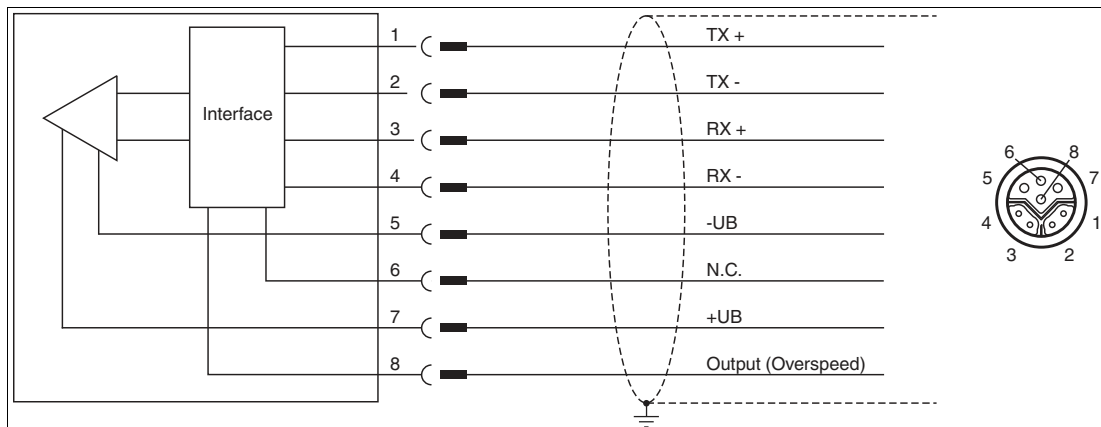 1 TX +
2 TX -
Interface
3 RX +
4 RX -
5 -UB
6 N.C.
7 +UB
8 Output (Overspeed)
6 8
5 7
4 1
3 2